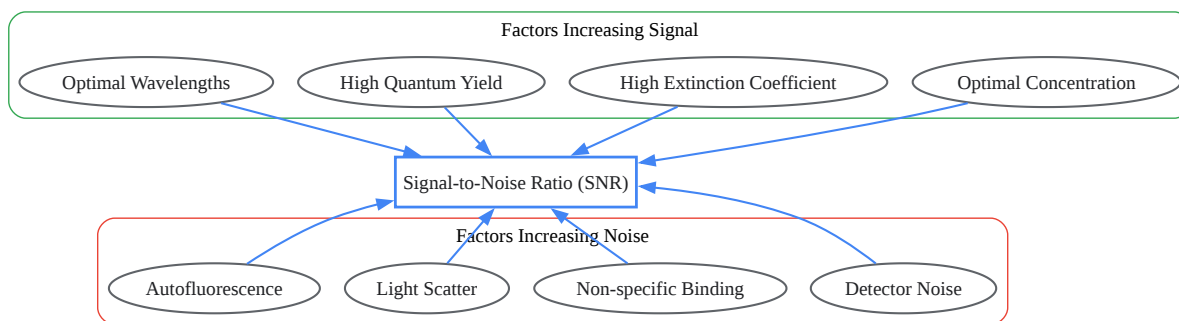 Factors Increasing Signal
Optimal Wavelengths
High Quantum Yield
High Extinction Coefficient
Optimal Concentration
Signal-to-Noise Ratio (SNR)
Factors Increasing Noise
Autofluorescence
Light Scatter
Non-specific Binding
Detector Noise